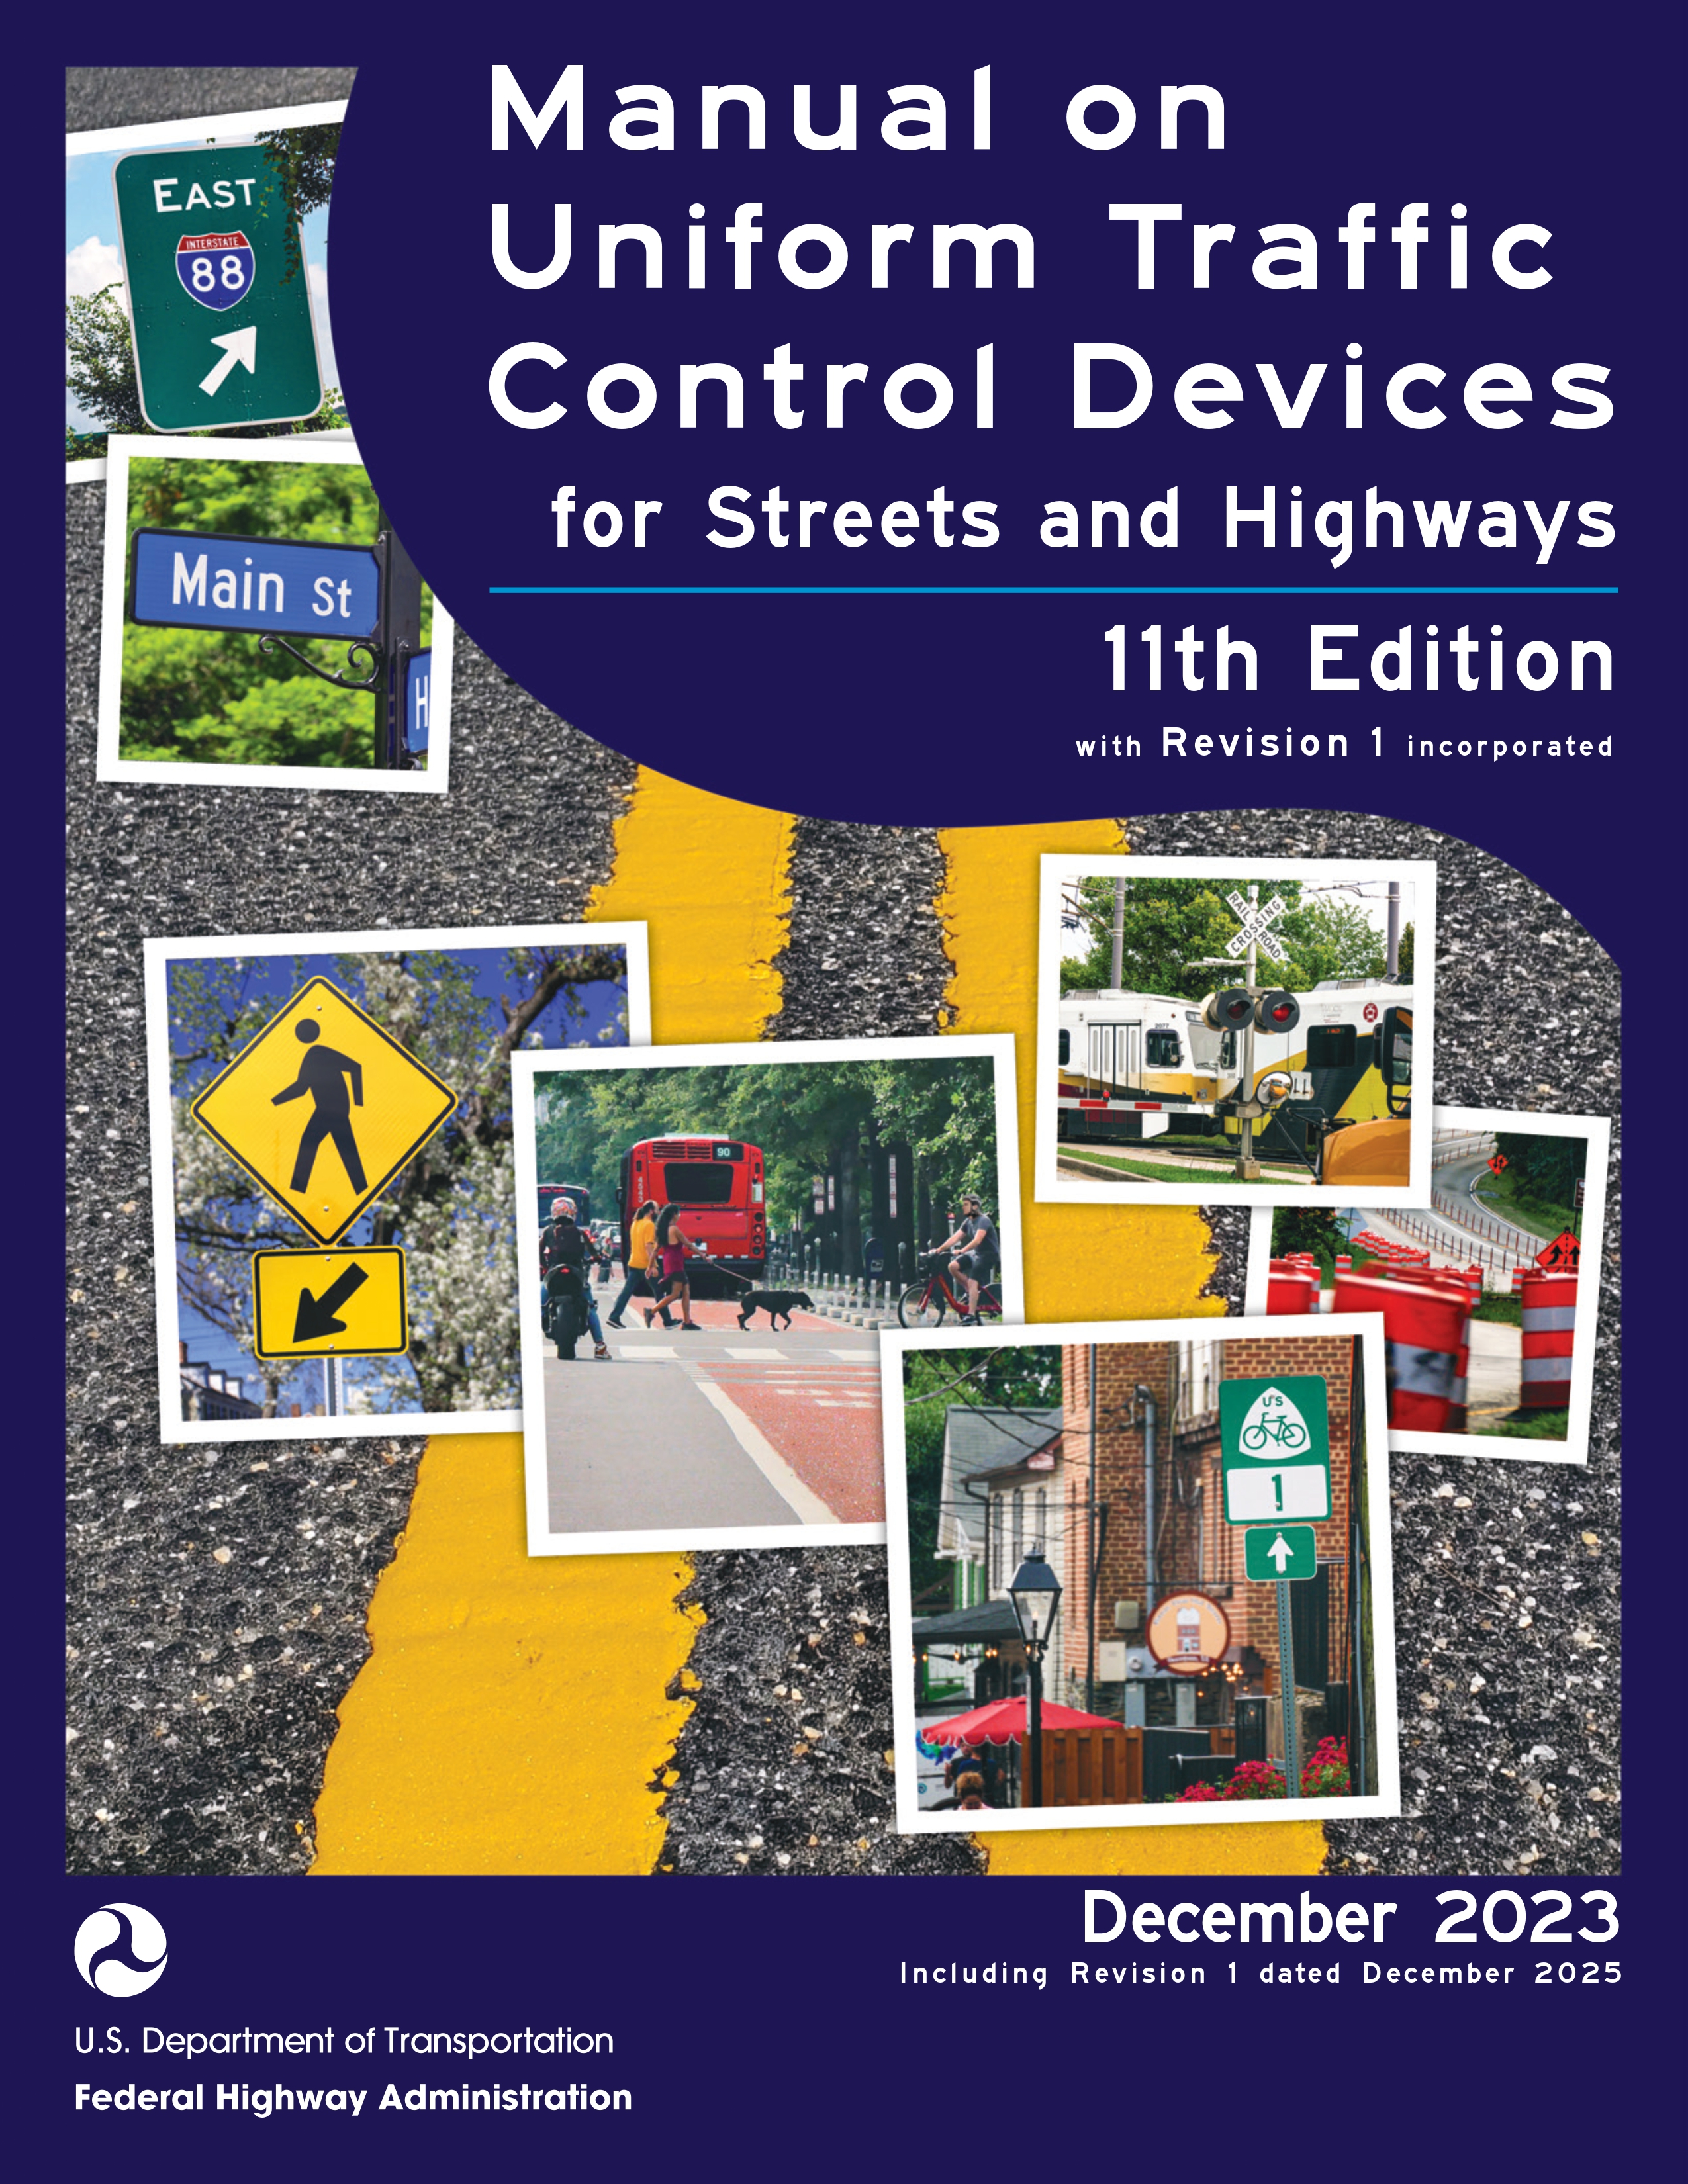 Manual on
Uniform Traffic
Control Devices
for Streets and Highways
11th Edition
with Revision 1 incorporated
EAST
INTERSTATE
88
Main St
H
RAIL CROSSING ROAD
2077
90
U'S
1
December 2023
Including Revision 1 dated December 2025
U.S. Department of Transportation
Federal Highway Administration